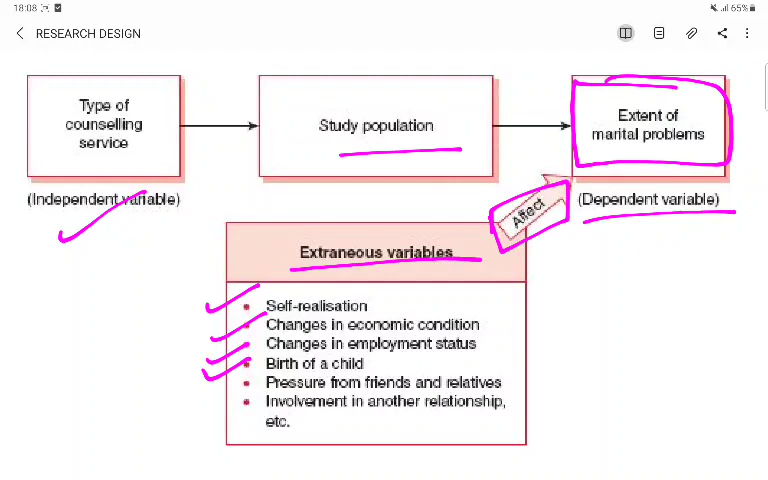 18:08
65%
RESEARCH DESIGN
Type of
counselling
service
Study population
Extent of
marital problems
(Independent variable)
(Dependent variable)
Affect
Extraneous variables
• Self-realisation
• Changes in economic condition
• Changes in employment status
• Birth of a child
• Pressure from friends and relatives
• Involvement in another relationship,
etc.